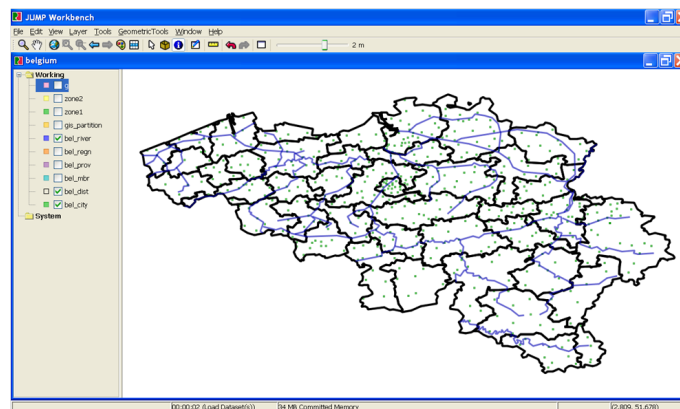 JUMP Workbench
File Edit View Layer Tools GeometricTools Window Help
2 m
belgium
Working
g
zone2
zone1
gis_partition
bel_river
bel_regn
bel_prov
bel_mbr
bel_dist
bel_city
System
00:00:02 (Load Dataset(s)) 34 MB Committed Memory (2.809, 51.678)